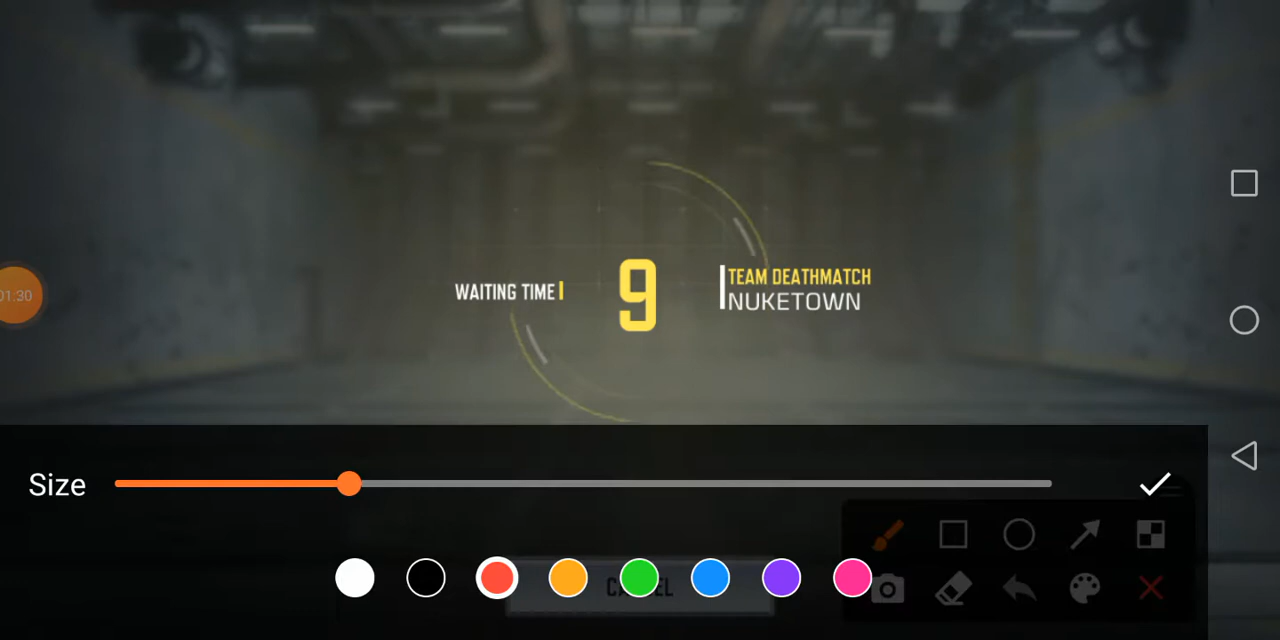 TEAM DEATHMATCH
WAITING TIME
9
NUKETOWN
01:30
Size